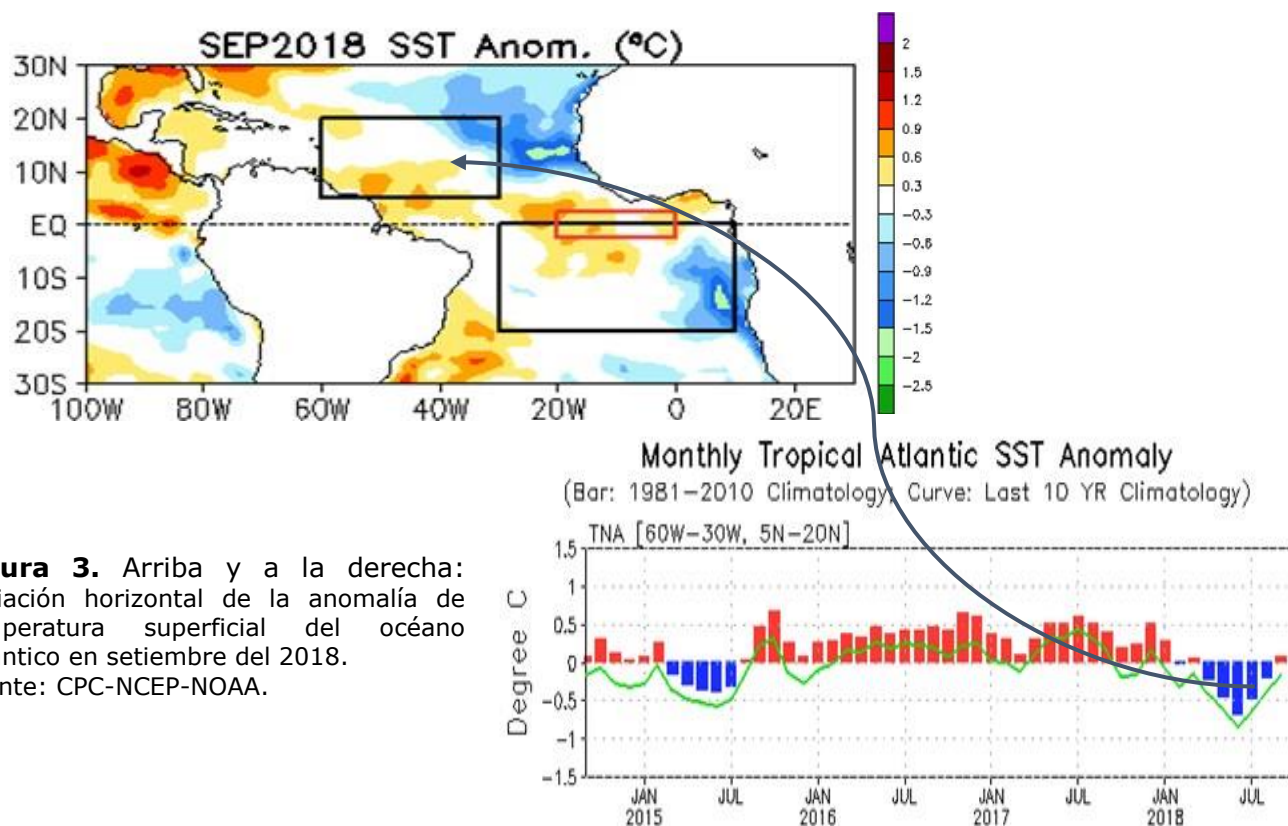 SEP2018 SST Anom. (ºC)
30N
20N
10N
EQ
10S
20S
30S
100W 80W 60W 40W 20W 0 20E
2
1.5
1.2
0.9
0.6
0.3
-0.3
-0.6
-0.9
-1.2
-1.5
-2
-2.5
Monthly Tropical Atlantic SST Anomaly
(Bar: 1981-2010 Climatology; Curve: Last 10 YR Climatology)
TNA [60W-30W, 5N-20N]
Degree C
1.5
1
0.5
0
-0.5
-1
-1.5
JAN JUL JAN JUL JAN JUL JAN JUL
2015 2016 2017 2018
ura 3. Arriba y a la derecha:
iación horizontal de la anomalía de
peratura superficial del océano
ntico en setiembre del 2018.
nte: CPC-NCEP-NOAA.